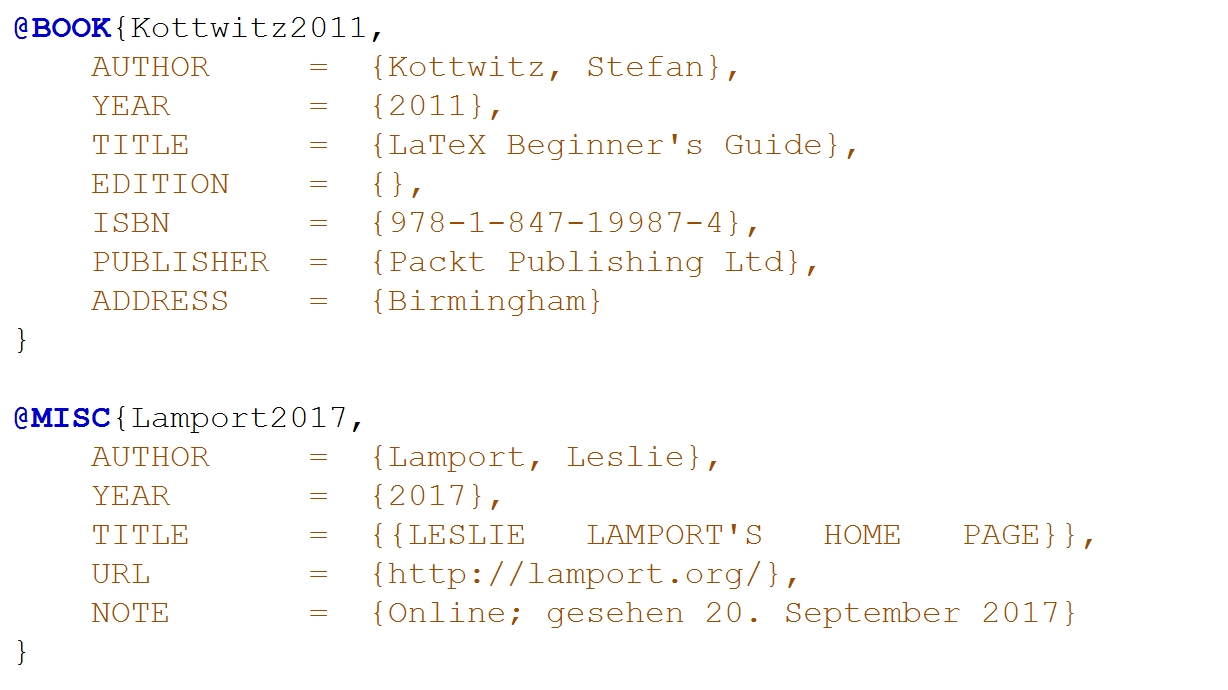 @BOOK{Kottwitz2011,
    AUTHOR     =  {Kottwitz, Stefan},
    YEAR       =  {2011},
    TITLE      =  {LaTeX Beginner's Guide},
    EDITION    =  {},
    ISBN       =  {978-1-847-19987-4},
    PUBLISHER  =  {Packt Publishing Ltd},
    ADDRESS    =  {Birmingham}
}

@MISC{Lamport2017,
    AUTHOR     =  {Lamport, Leslie},
    YEAR       =  {2017},
    TITLE      =  {{LESLIE   LAMPORT'S   HOME   PAGE}},
    URL        =  {http://lamport.org/},
    NOTE       =  {Online; gesehen 20. September 2017}
}